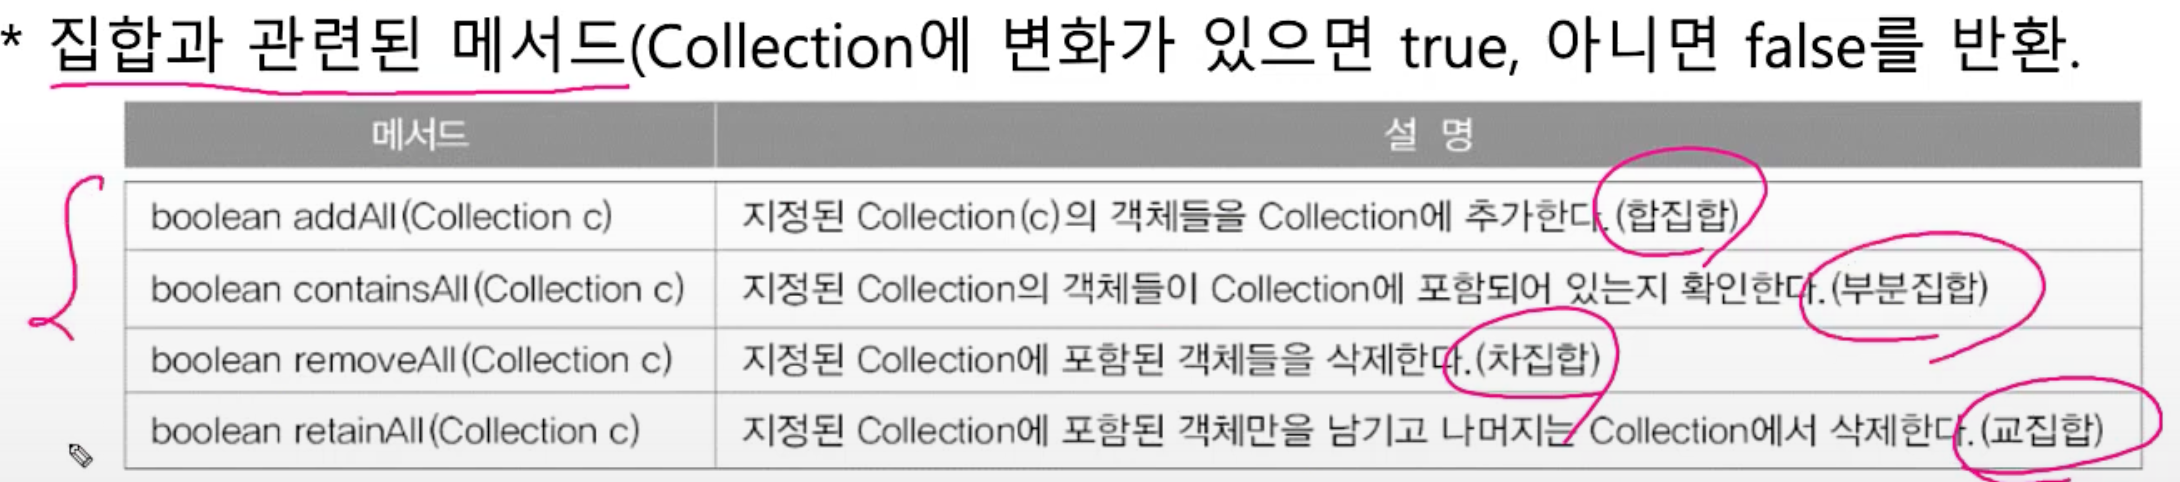 * 집합과 관련된 메서드(Collection에 변화가 있으면 true, 아니면 false를 반환.
메서드 설 명
boolean addAll(Collection c) 지정된 Collection(c)의 객체들을 Collection에 추가한다.(합집합)
boolean containsAll(Collection c) 지정된 Collection의 객체들이 Collection에 포함되어 있는지 확인한다.(부분집합)
boolean removeAll(Collection c) 지정된 Collection에 포함된 객체들을 삭제한다.(차집합)
boolean retainAll(Collection c) 지정된 Collection에 포함된 객체만을 남기고 나머지는 Collection에서 삭제한다.(교집합)